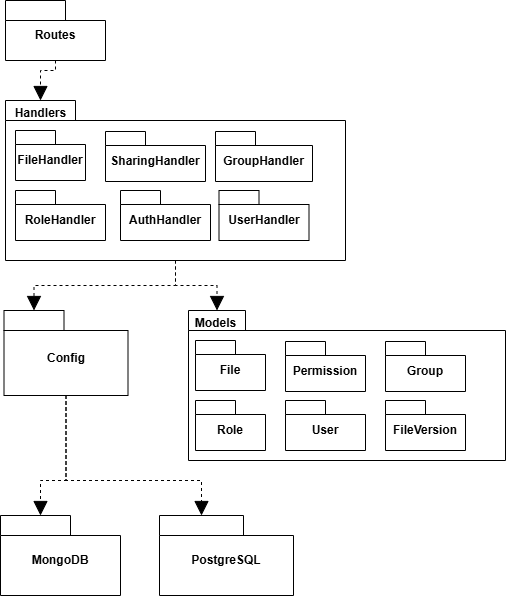 Routes
Handlers
FileHandler
SharingHandler
GroupHandler
RoleHandler
AuthHandler
UserHandler
Config
Models
File
Permission
Group
Role
User
FileVersion
MongoDB
PostgreSQL